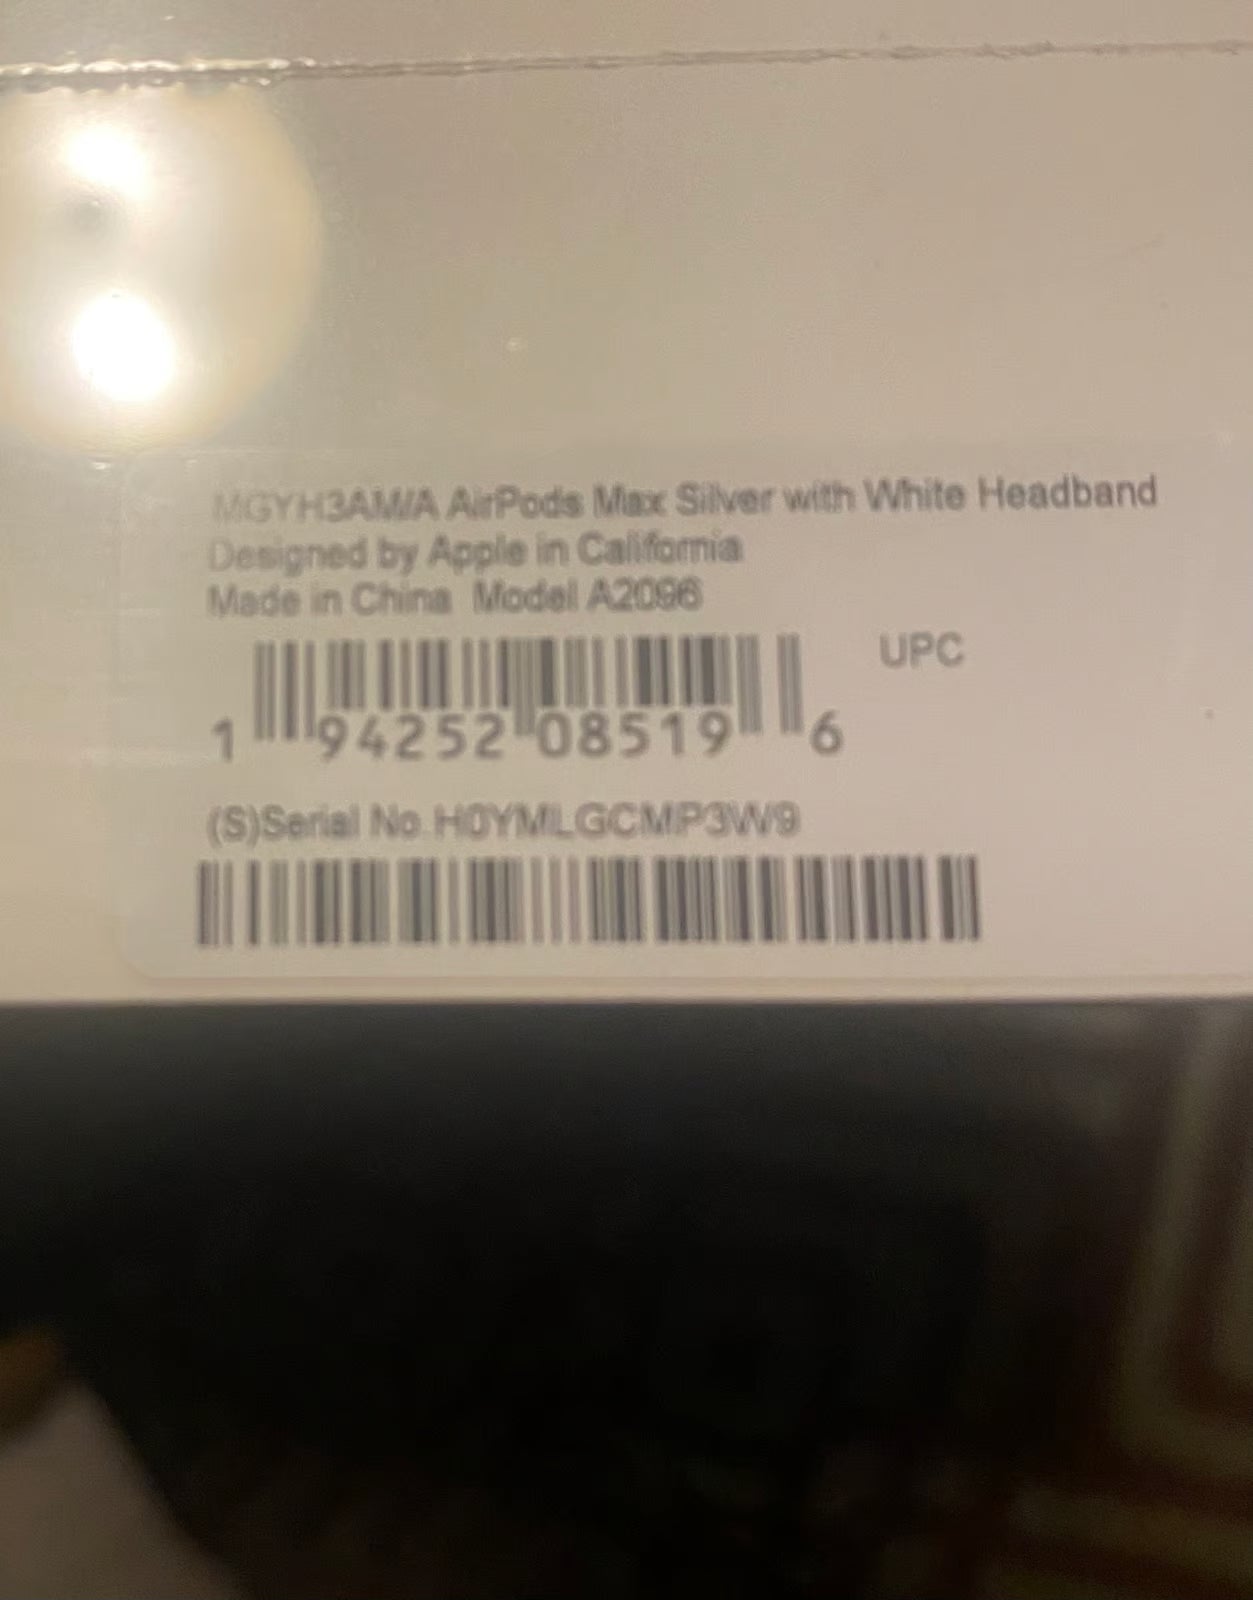 MGYH3AM/A AirPods Max Silver with White Headband
Designed by Apple in California
Made in China Model A2096
UPC
1 94252 08519 6
(S)Serial No. H0YMLGCMP3W9